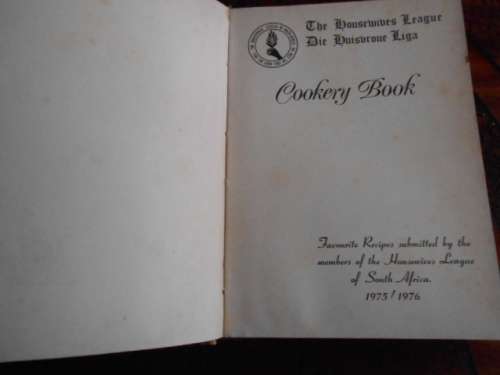 The Housewives League
Die Huisvroue Liga
Cookery Book
Favourite Recipes submitted by the
members of the Housewives League
of South Africa.
1975/1976